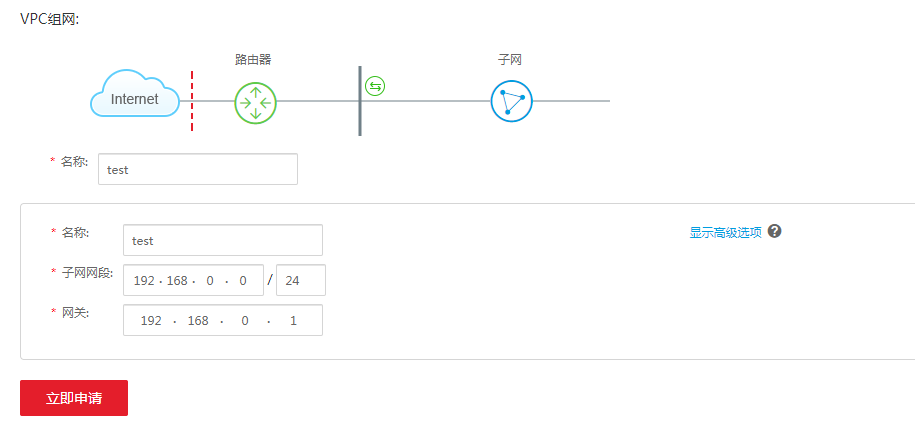 VPC组网:
路由器
子网
Internet
* 名称: test
* 名称: test
显示高级选项 ?
* 子网网段: 192 . 168 . 0 . 0 / 24
* 网关: 192 . 168 . 0 . 1
立即申请